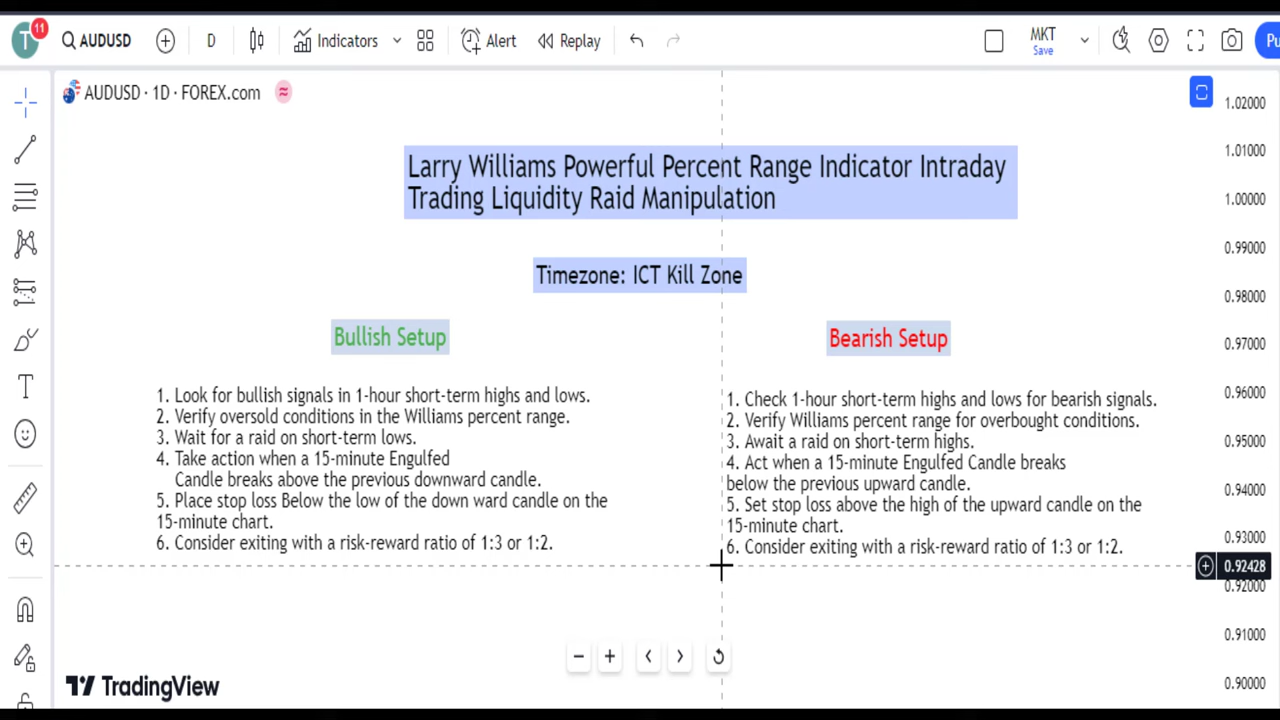 T
11
AUDUSD
D
Indicators
Alert
Replay
MKT
Save
Pu
AUDUSD · 1D · FOREX.com
Larry Williams Powerful Percent Range Indicator Intraday
Trading Liquidity Raid Manipulation
Timezone: ICT Kill Zone
Bullish Setup
1. Look for bullish signals in 1-hour short-term highs and lows.
2. Verify oversold conditions in the Williams percent range.
3. Wait for a raid on short-term lows.
4. Take action when a 15-minute Engulfed
Candle breaks above the previous downward candle.
5. Place stop loss Below the low of the down ward candle on the
15-minute chart.
6. Consider exiting with a risk-reward ratio of 1:3 or 1:2.
Bearish Setup
1. Check 1-hour short-term highs and lows for bearish signals.
2. Verify Williams percent range for overbought conditions.
3. Await a raid on short-term highs.
4. Act when a 15-minute Engulfed Candle breaks
below the previous upward candle.
5. Set stop loss above the high of the upward candle on the
15-minute chart.
6. Consider exiting with a risk-reward ratio of 1:3 or 1:2.
1.02000
1.01000
1.00000
0.99000
0.98000
0.97000
0.96000
0.95000
0.94000
0.93000
0.92428
0.92000
0.91000
0.90000
TradingView